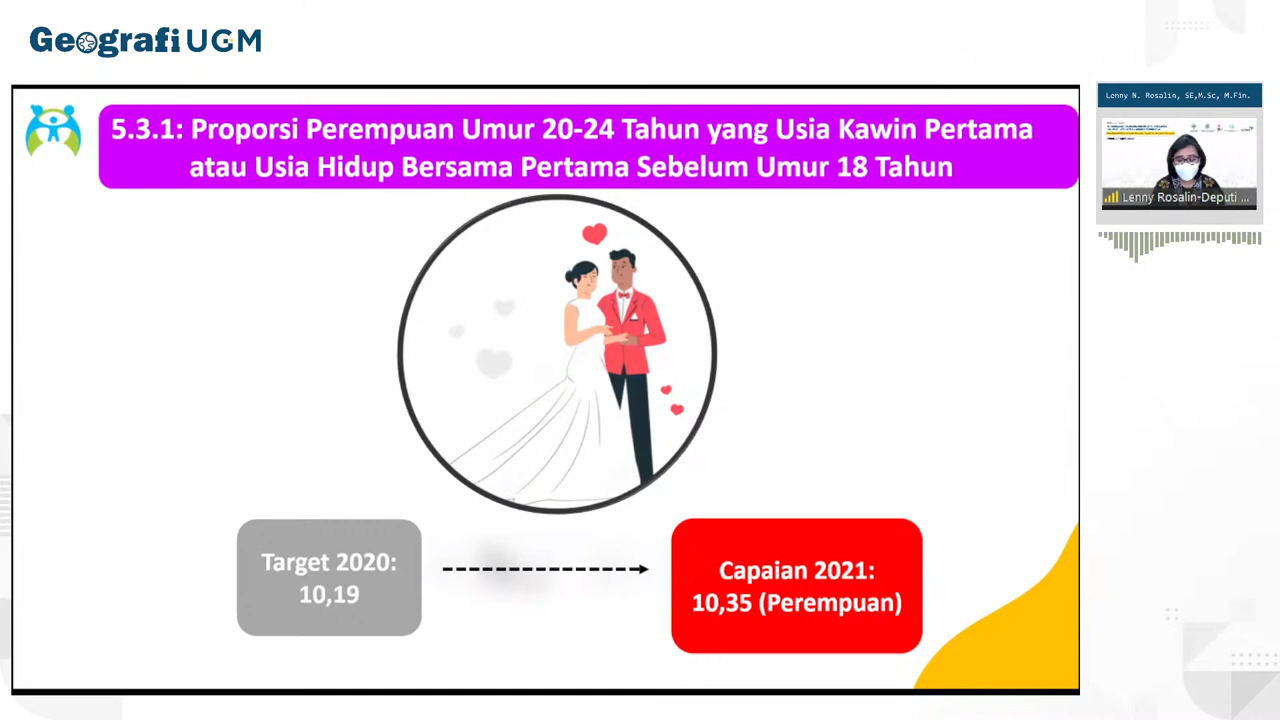 Geografi UGM
5.3.1: Proporsi Perempuan Umur 20-24 Tahun yang Usia Kawin Pertama
atau Usia Hidup Bersama Pertama Sebelum Umur 18 Tahun
Target 2020:
10,19
Capaian 2021:
10,35 (Perempuan)
Lenny N. Rosalin, SE,M.Sc, M.Fin.
Lenny Rosalin-Deputi ...